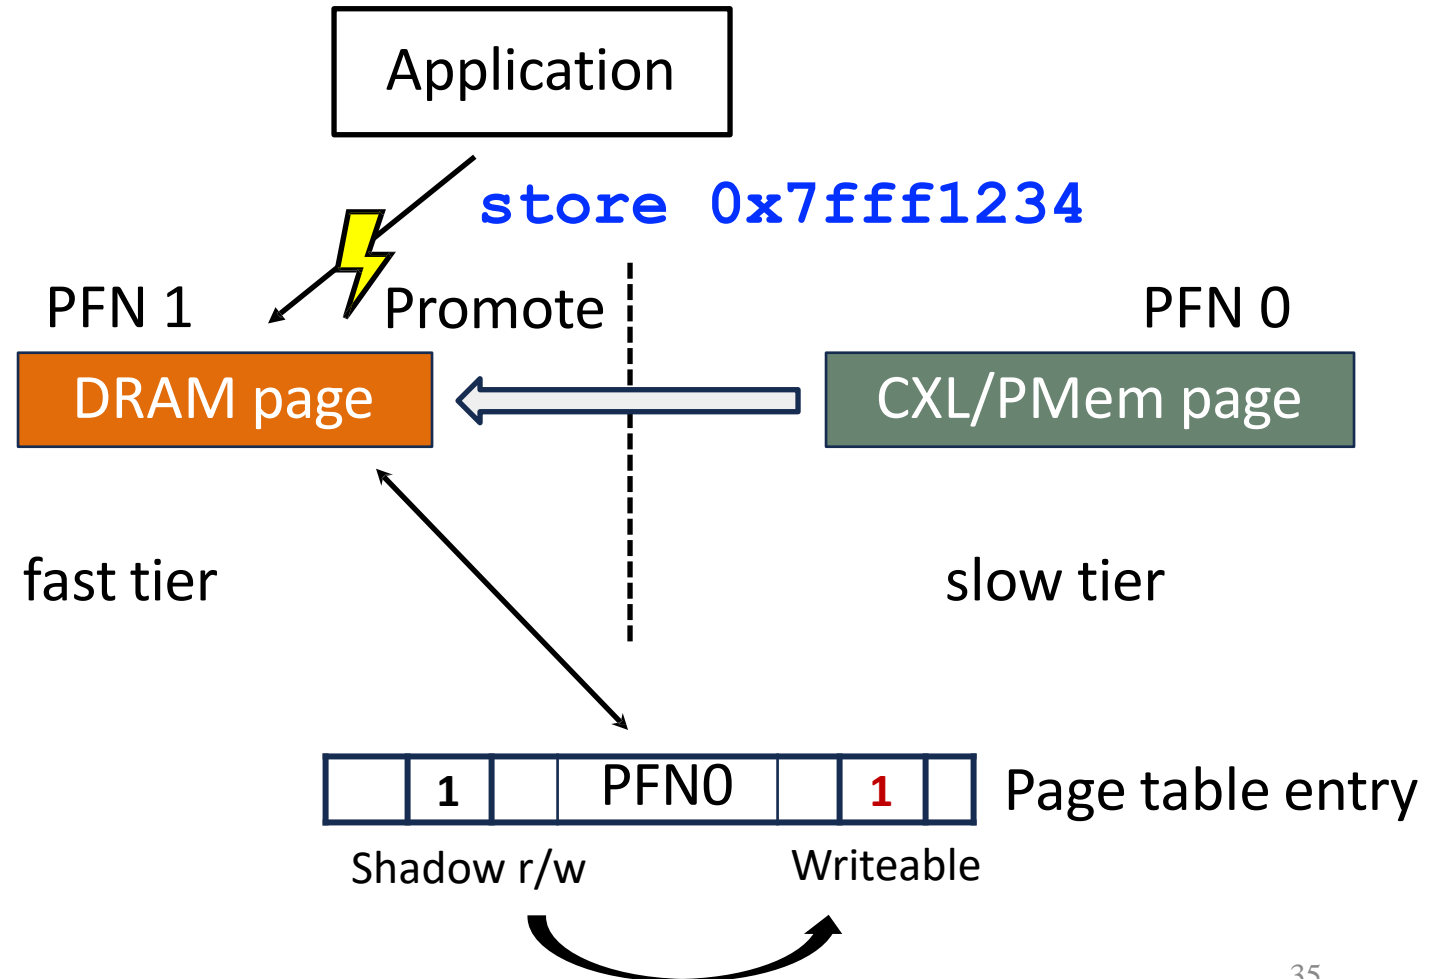 Application
store 0x7fff1234
PFN 1
Promote
PFN 0
DRAM page
CXL/PMem page
fast tier
slow tier
1
PFN0
1
Page table entry
Shadow r/w
Writeable
35